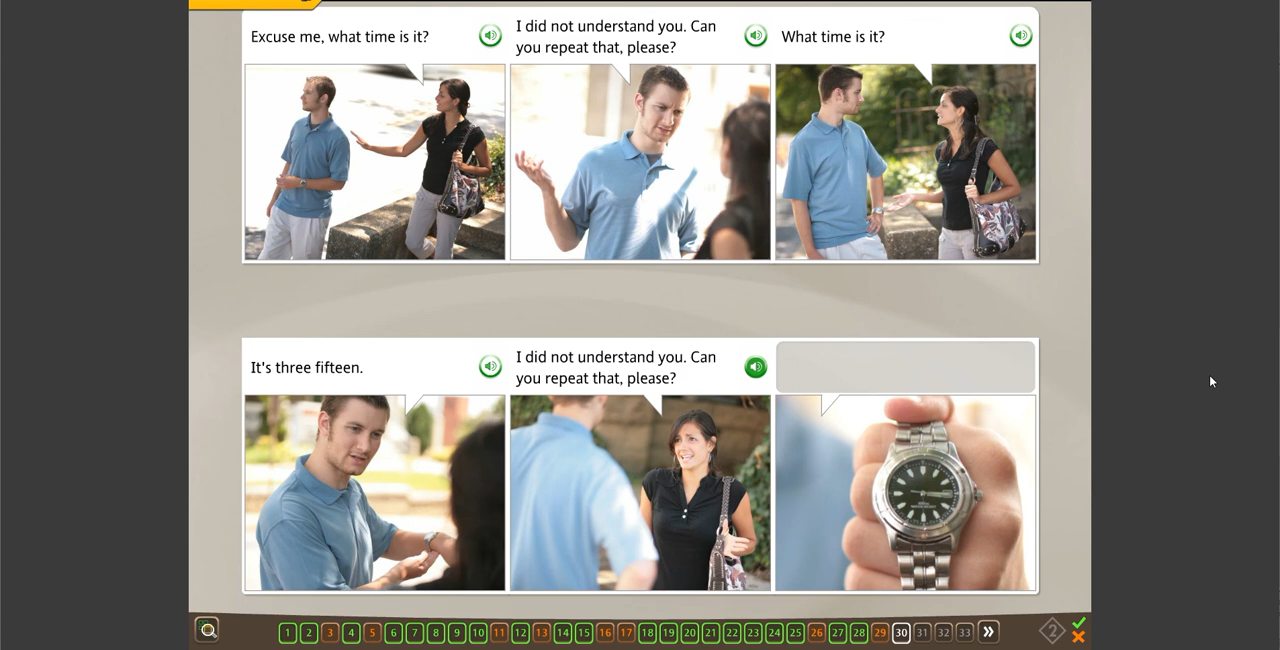 Excuse me, what time is it?
I did not understand you. Can
you repeat that, please?
What time is it?
It's three fifteen.
I did not understand you. Can
you repeat that, please?
1 2 3 4 5 6 7 8 9 10 11 12 13 14 15 16 17 18 19 20 21 22 23 24 25 26 27 28 29 30 31 32 33 »
2